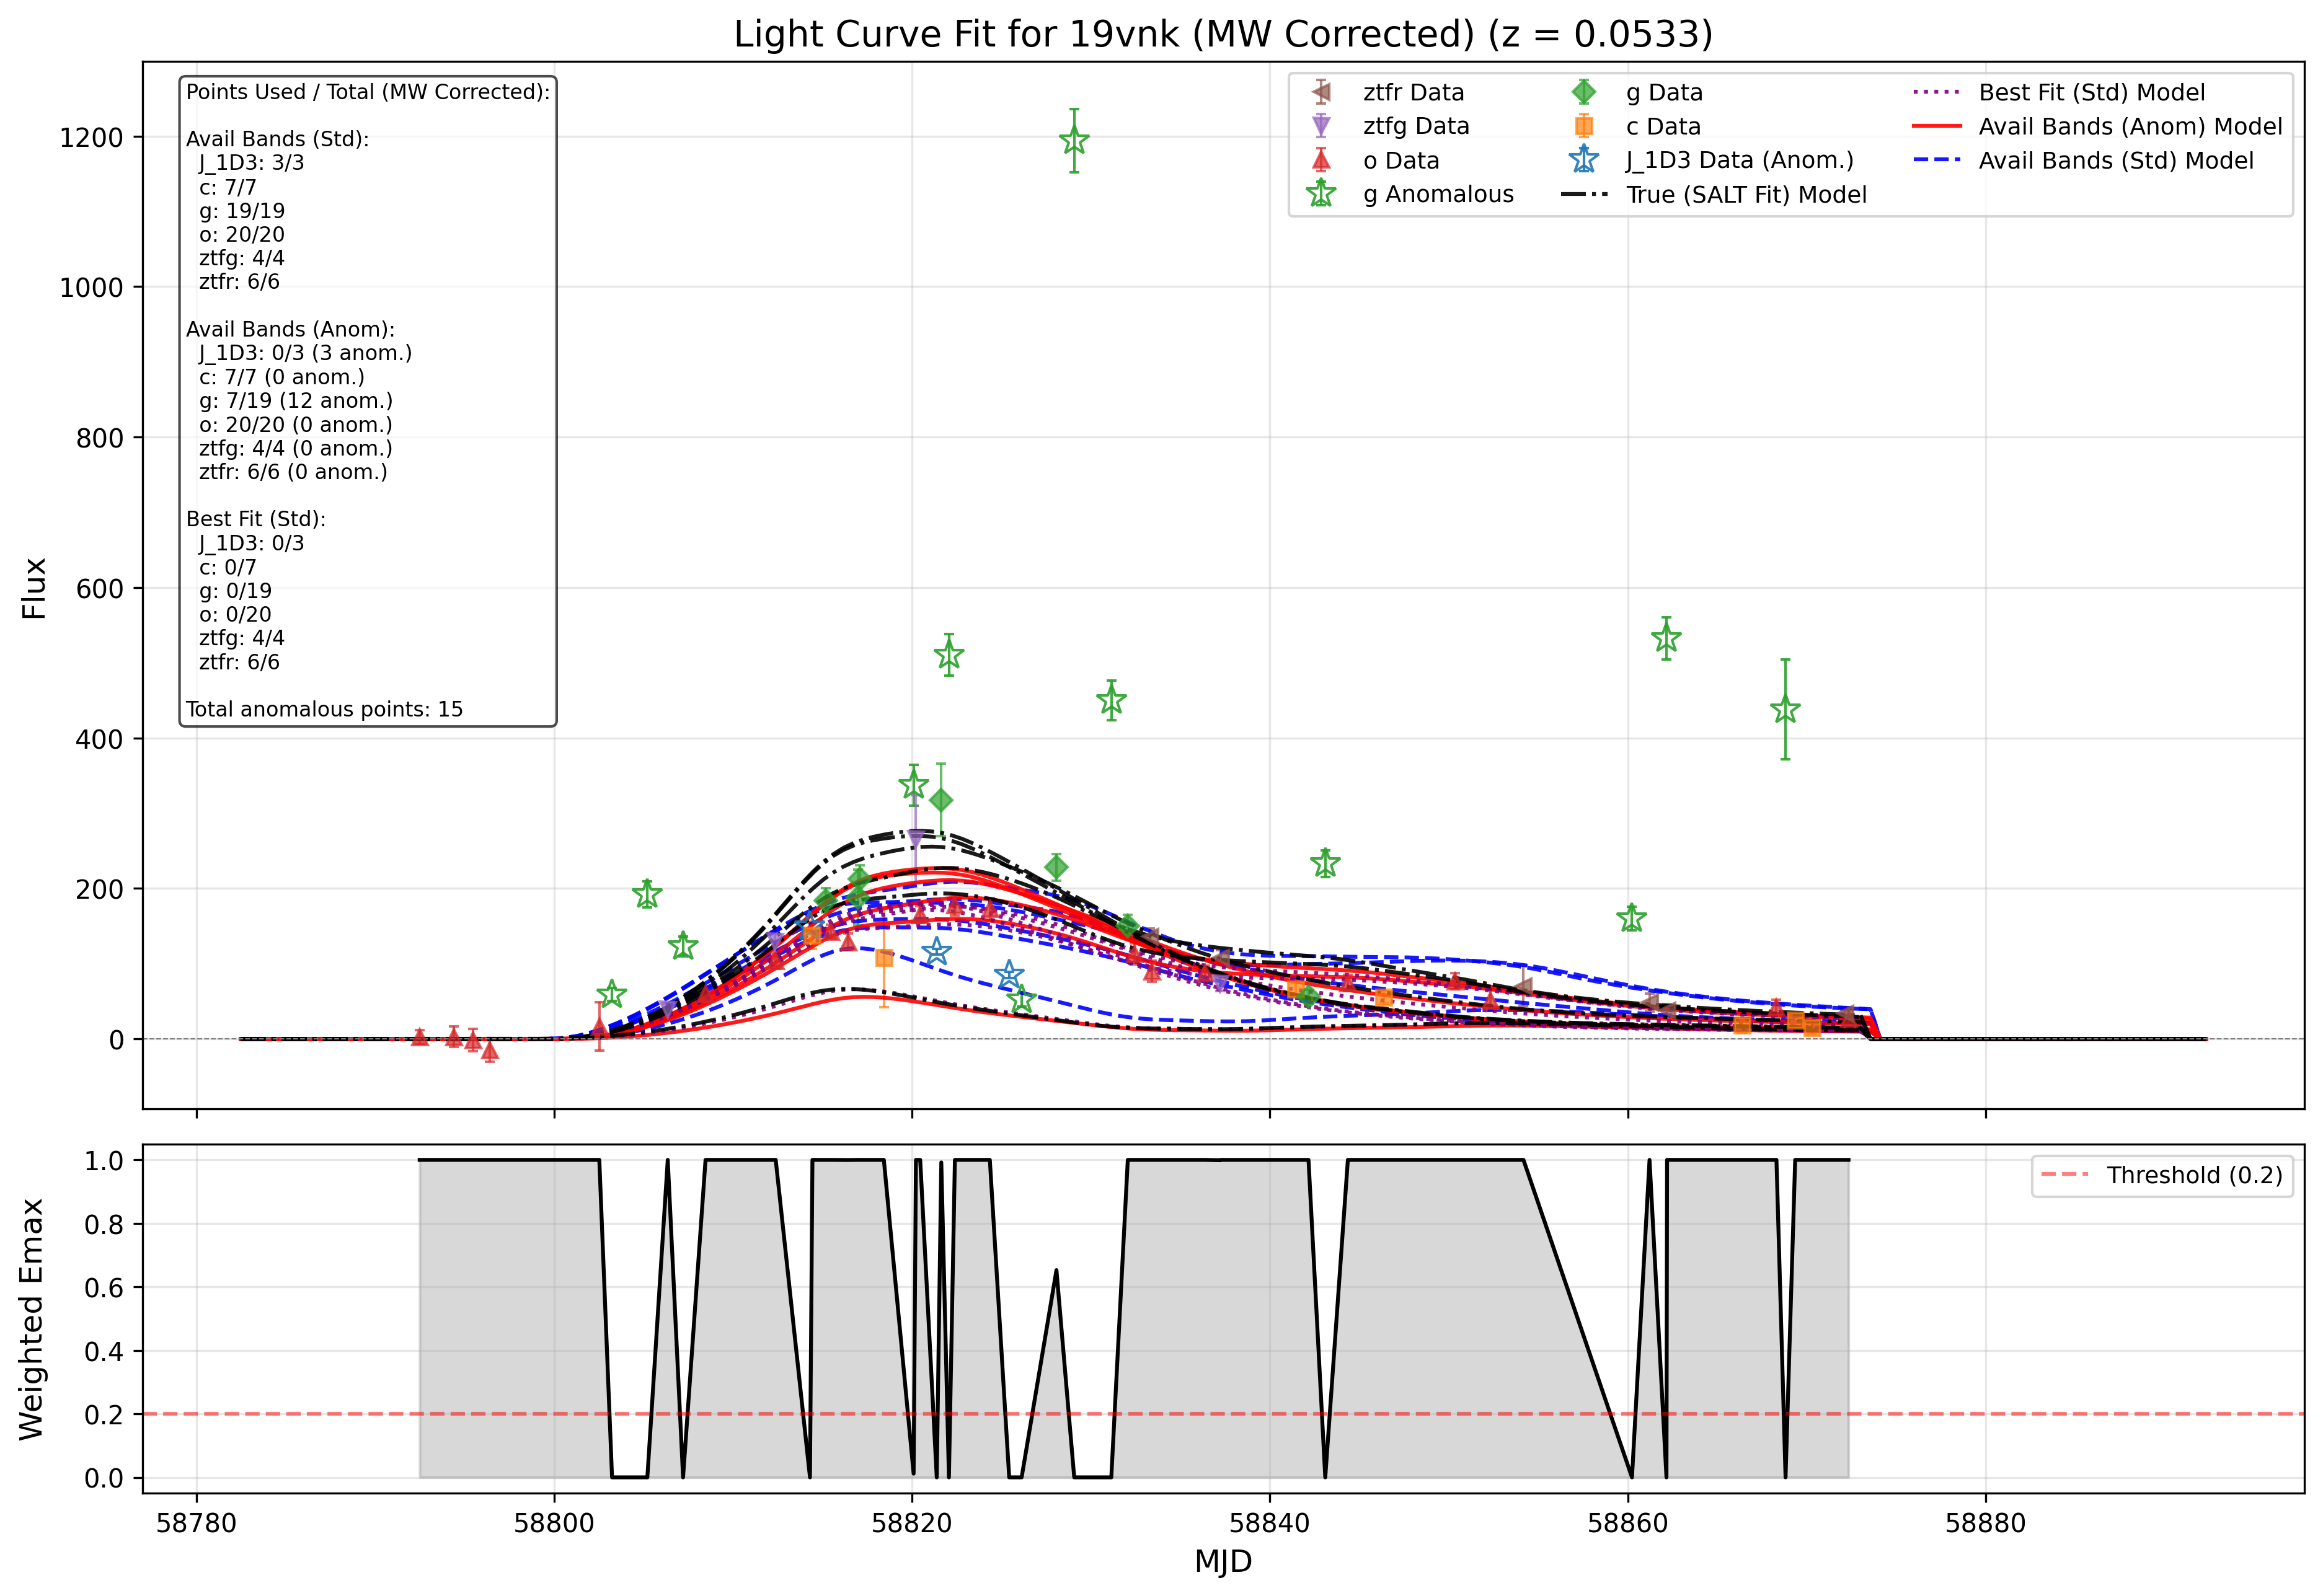 Light Curve Fit for 19vnk (MW Corrected) (z = 0.0533)
Points Used / Total (MW Corrected):
Avail Bands (Std):
J_1D3: 3/3
c: 7/7
g: 19/19
o: 20/20
ztfg: 4/4
ztfr: 6/6
Avail Bands (Anom):
J_1D3: 0/3 (3 anom.)
c: 7/7 (0 anom.)
g: 7/19 (12 anom.)
o: 20/20 (0 anom.)
ztfg: 4/4 (0 anom.)
ztfr: 6/6 (0 anom.)
Best Fit (Std):
J_1D3: 0/3
c: 0/7
g: 0/19
o: 0/20
ztfg: 4/4
ztfr: 6/6
Total anomalous points: 15
ztfr Data
ztfg Data
o Data
g Anomalous
g Data
c Data
J_1D3 Data (Anom.)
True (SALT Fit) Model
Best Fit (Std) Model
Avail Bands (Anom) Model
Avail Bands (Std) Model
Flux
1200
1000
800
600
400
200
0
Weighted Emax
1.0
0.8
0.6
0.4
0.2
0.0
Threshold (0.2)
58780
58800
58820
58840
58860
58880
MJD